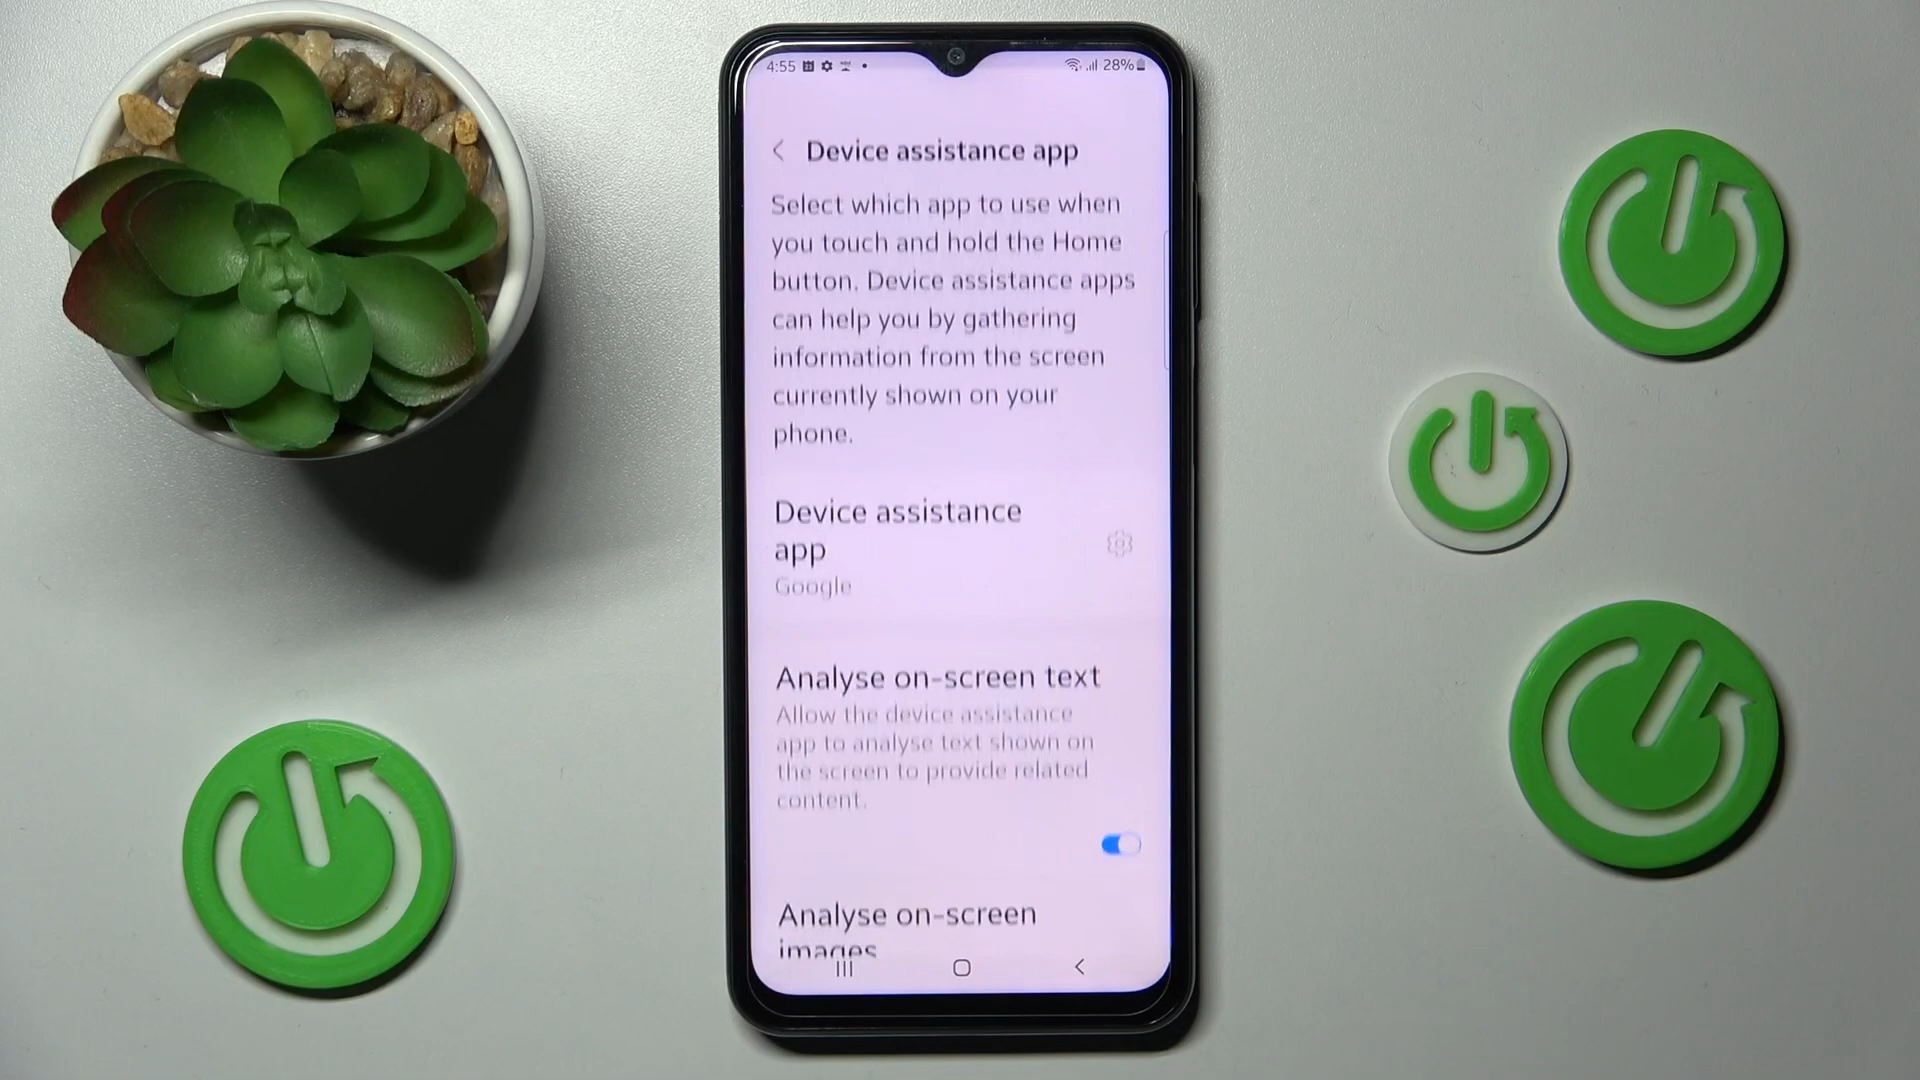 4:55 28%
Device assistance app
Select which app to use when
you touch and hold the Home
button. Device assistance apps
can help you by gathering
information from the screen
currently shown on your
phone.
Device assistance
app
Google
Analyse on-screen text
Allow the device assistance
app to analyse text shown on
the screen to provide related
content.
Analyse on-screen
images